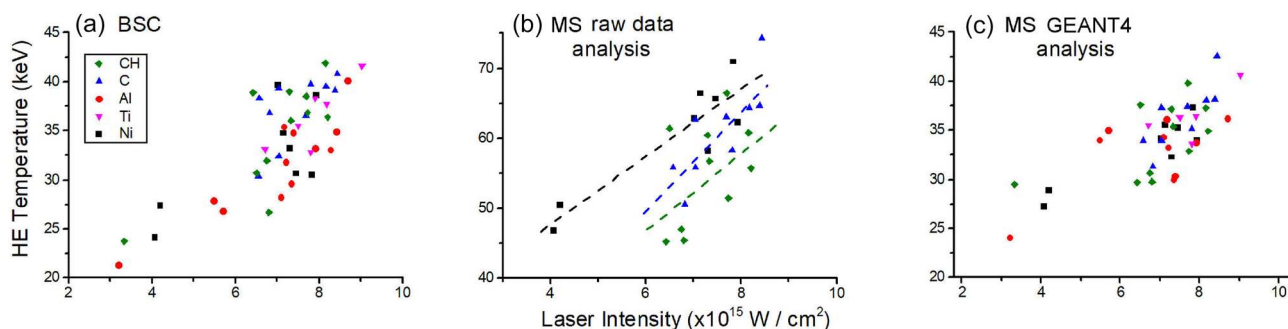 (a) BSC
HE Temperature (keV)
45
40
35
30
25
20
CH
C
Al
Ti
Ni
2 4 6 8 10
(b) MS raw data
analysis
70
60
50
40
4 6 8 10
Laser Intensity (x10¹⁵ W / cm²)
(c) MS GEANT4
analysis
45
40
35
30
25
20
2 4 6 8 10